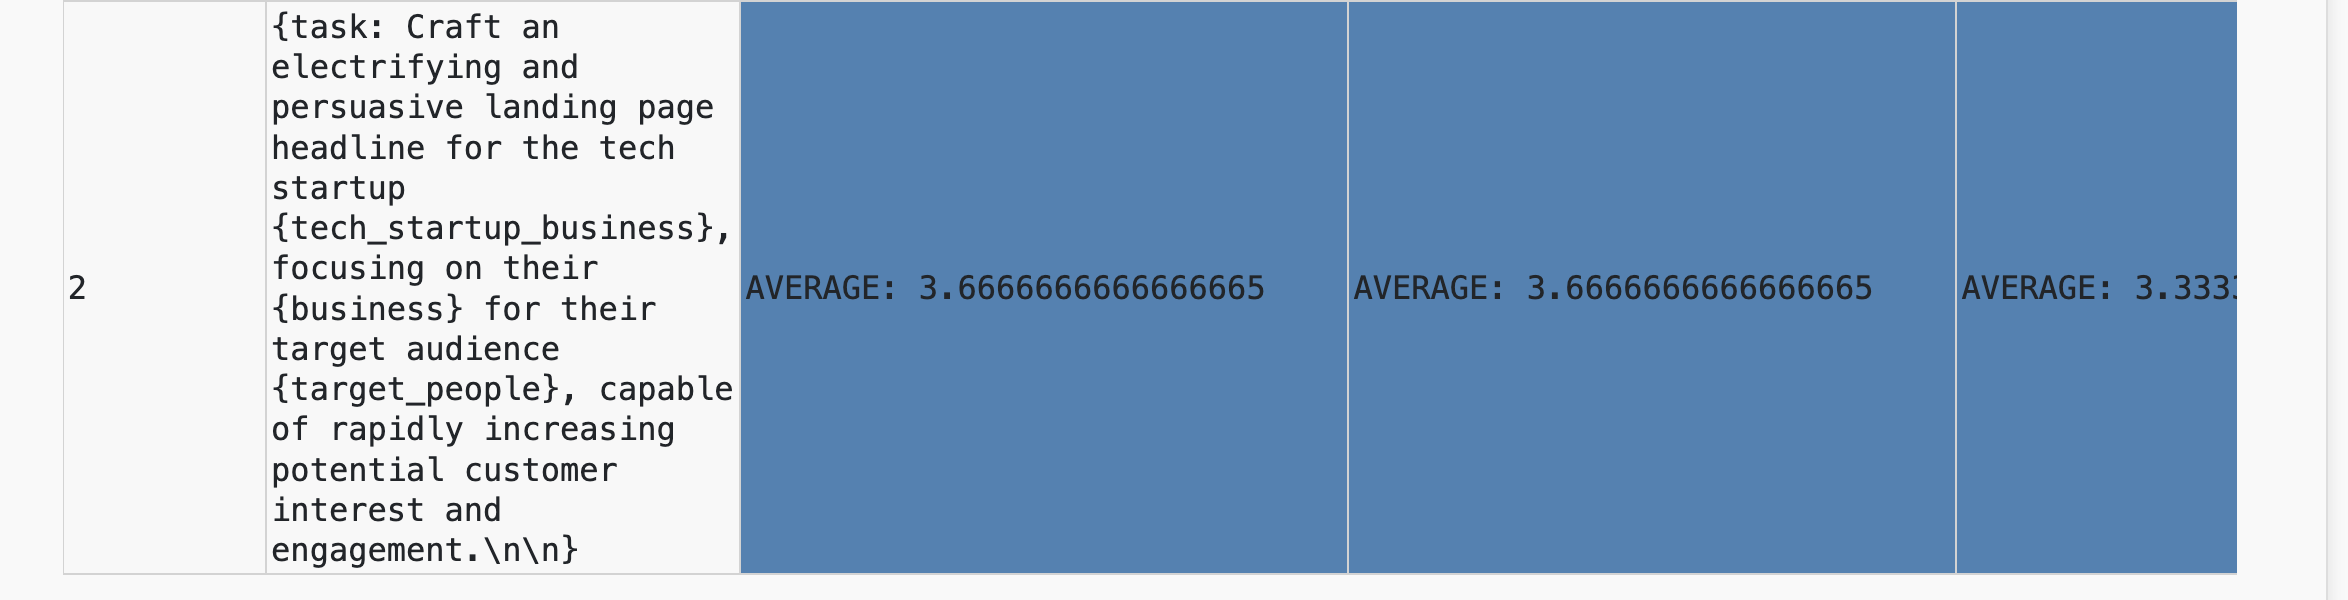 2
{task: Craft an
electrifying and
persuasive landing page
headline for the tech
startup
{tech_startup_business},
focusing on their
{business} for their
target audience
{target_people}, capable
of rapidly increasing
potential customer
interest and
engagement.\n\n}
AVERAGE: 3.6666666666666665
AVERAGE: 3.6666666666666665
AVERAGE: 3.333